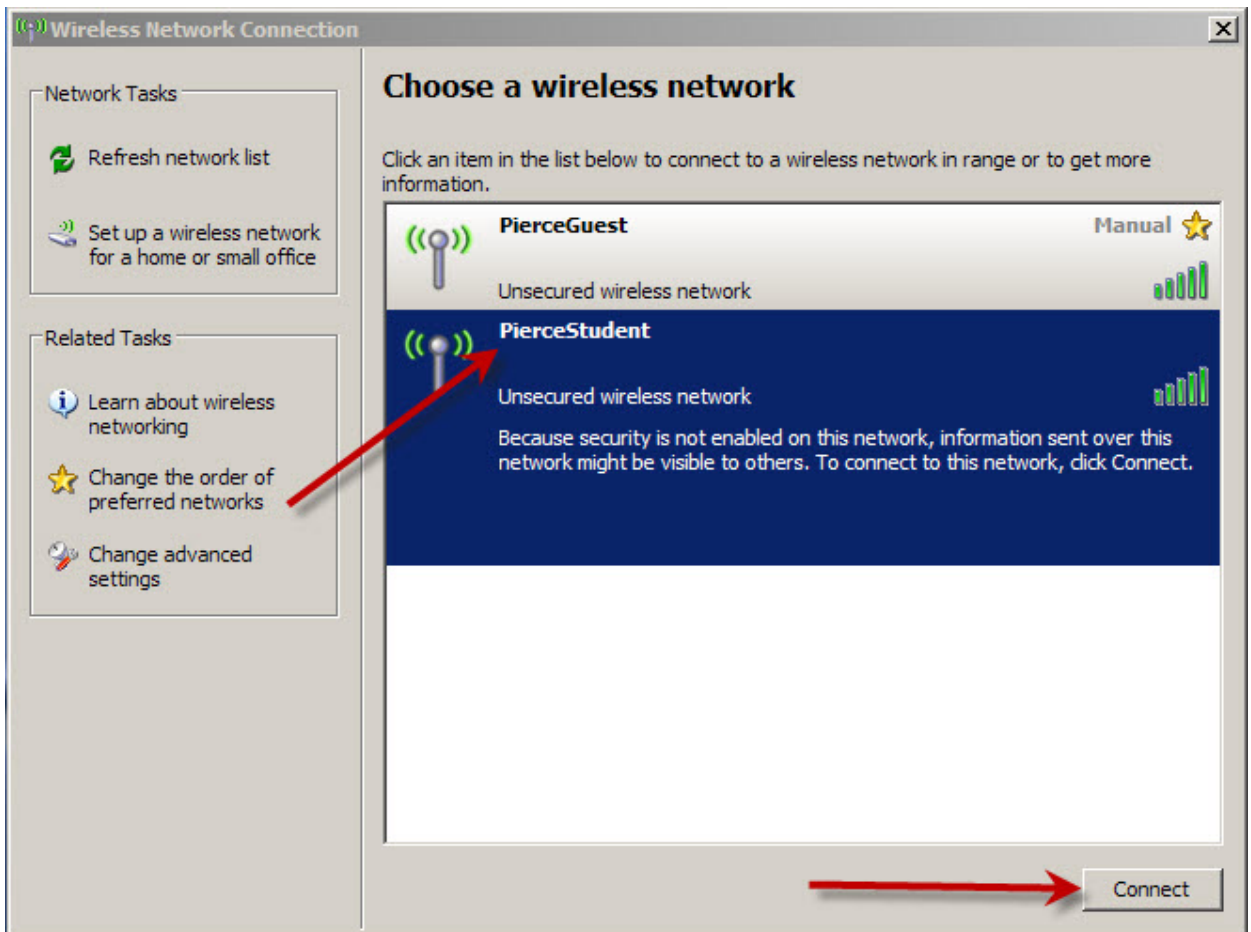 Wireless Network Connection
Network Tasks
Refresh network list
Set up a wireless network
for a home or small office
Related Tasks
Learn about wireless
networking
Change the order of
preferred networks
Change advanced
settings
Choose a wireless network
Click an item in the list below to connect to a wireless network in range or to get more
information.
PierceGuest
Manual
Unsecured wireless network
PierceStudent
Unsecured wireless network
Because security is not enabled on this network, information sent over this
network might be visible to others. To connect to this network, click Connect.
Connect